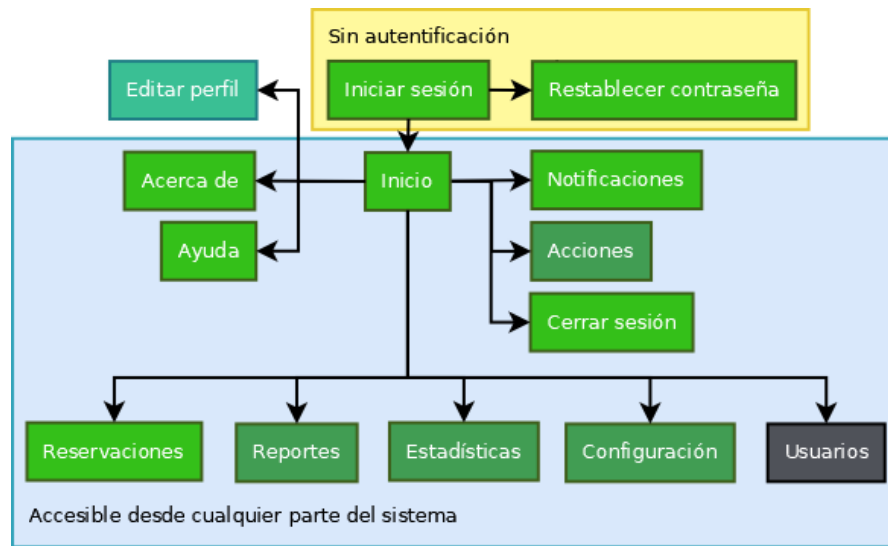 Sin autentificación
Editar perfil
Iniciar sesión
Restablecer contraseña
Acerca de
Inicio
Notificaciones
Ayuda
Acciones
Cerrar sesión
Reservaciones
Reportes
Estadísticas
Configuración
Usuarios
Accesible desde cualquier parte del sistema